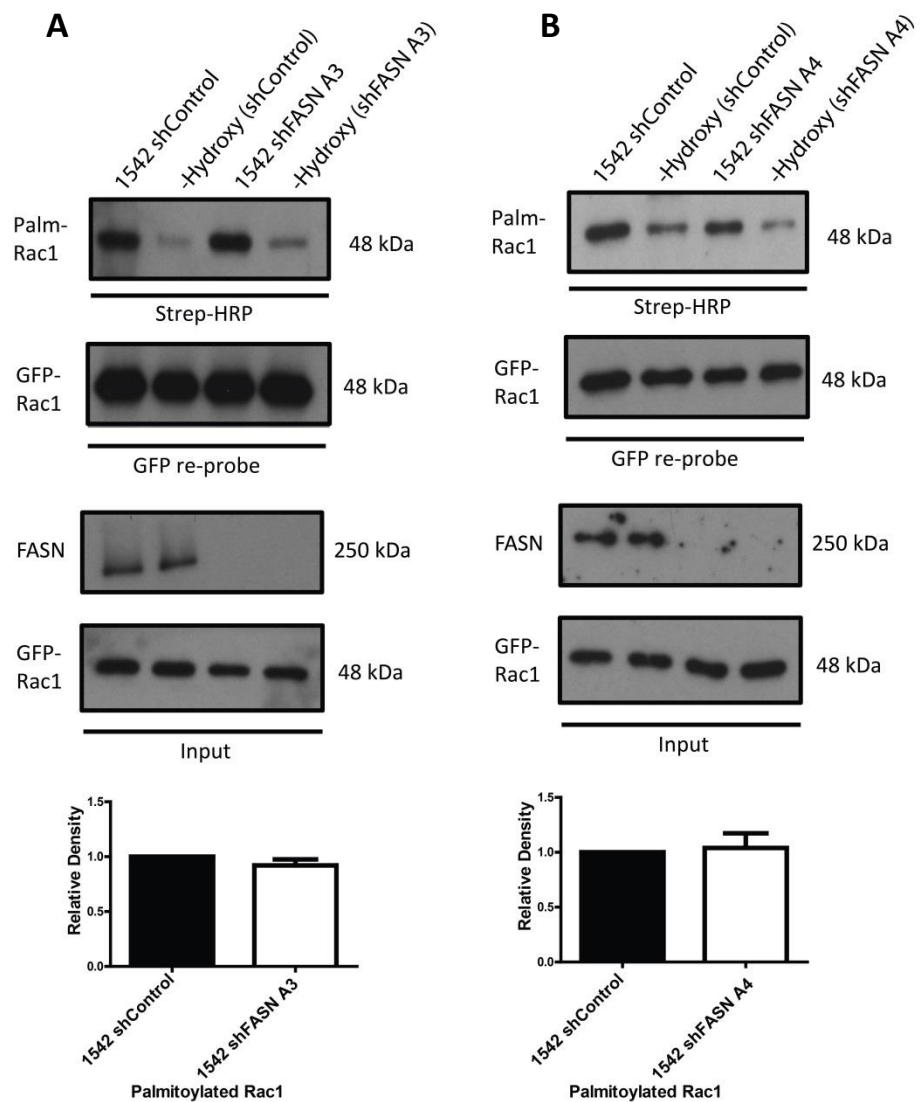 A
1542 shControl
-Hydroxy (shControl)
1542 shFASN A3
-Hydroxy (shFASN A3)
Palm-
Rac1
48 kDa
Strep-HRP
GFP-
Rac1
48 kDa
GFP re-probe
FASN
250 kDa
GFP-
Rac1
48 kDa
Input
1.5
1.0
0.5
0.0
Relative Density
1542 shControl
1542 shFASN A3
Palmitoylated Rac1
B
1542 shControl
-Hydroxy (shControl)
1542 shFASN A4
-Hydroxy (shFASN A4)
Palm-
Rac1
48 kDa
Strep-HRP
GFP-
Rac1
48 kDa
GFP re-probe
FASN
250 kDa
GFP-
Rac1
48 kDa
Input
1.5
1.0
0.5
0.0
Relative Density
1542 shControl
1542 shFASN A4
Palmitoylated Rac1